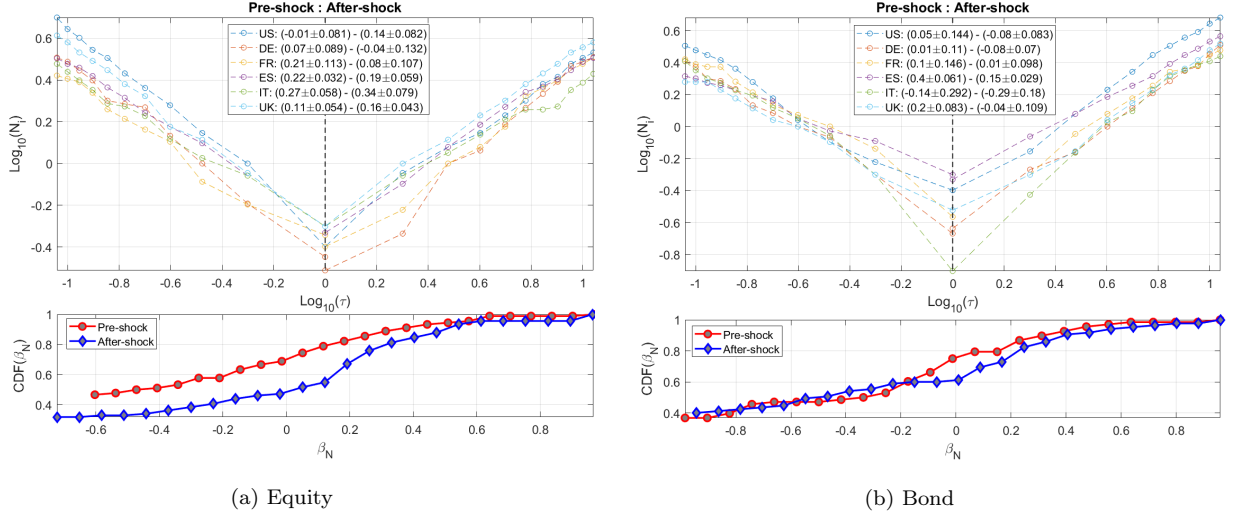 Pre-shock : After-shock
US: (-0.01±0.081) - (0.14±0.082)
DE: (0.07±0.089) - (-0.04±0.132)
FR: (0.21±0.113) - (0.08±0.107)
ES: (0.22±0.032) - (0.19±0.059)
IT: (0.27±0.058) - (0.34±0.079)
UK: (0.11±0.054) - (0.16±0.043)
Log10(Ni)
0.6
0.4
0.2
0
-0.2
-0.4
-1 -0.8 -0.6 -0.4 -0.2 0 0.2 0.4 0.6 0.8 1
Log10(τ)
Pre-shock
After-shock
CDF(βN)
1
0.8
0.6
0.4
-0.6 -0.4 -0.2 0 0.2 0.4 0.6 0.8
βN
(a) Equity
Pre-shock : After-shock
US: (0.05±0.144) - (-0.08±0.083)
DE: (0.01±0.11) - (-0.08±0.07)
FR: (0.1±0.146) - (0.01±0.098)
ES: (0.4±0.061) - (0.15±0.029)
IT: (-0.14±0.292) - (-0.29±0.18)
UK: (0.2±0.083) - (-0.04±0.109)
Log10(Ni)
0.6
0.4
0.2
0
-0.2
-0.4
-0.6
-0.8
-1 -0.8 -0.6 -0.4 -0.2 0 0.2 0.4 0.6 0.8 1
Log10(τ)
Pre-shock
After-shock
CDF(βN)
1
0.8
0.6
0.4
-0.8 -0.6 -0.4 -0.2 0 0.2 0.4 0.6 0.8
βN
(b) Bond